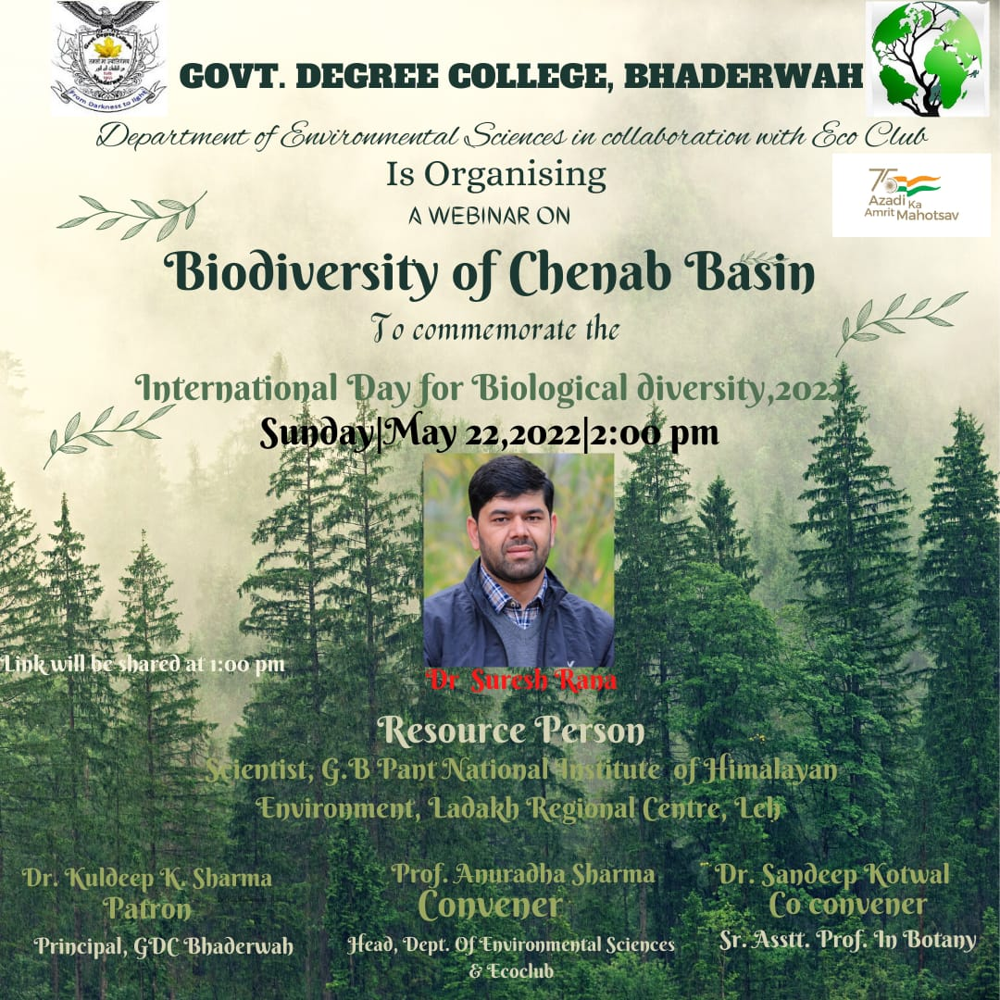 GOVT. DEGREE COLLEGE, BHADERWAH
From Darkness to light
Department of Environmental Sciences in collaboration with Eco Club
Is Organising
A WEBINAR ON
75
Azadi Ka
Amrit Mahotsav
Biodiversity of Chenab Basin
To commemorate the
International Day for Biological diversity,2022
Sunday|May 22,2022|2:00 pm
Link will be shared at 1:00 pm
Dr Suresh Rana
Resource Person
Scientist, G.B Pant National Institute of Himalayan
Environment, Ladakh Regional Centre, Leh
Dr. Kuldeep K. Sharma
Patron
Principal, GDC Bhaderwah
Prof. Anuradha Sharma
Convener
Head, Dept. Of Environmental Sciences
& Ecoclub
Dr. Sandeep Kotwal
Co convener
Sr. Asstt. Prof. In Botany